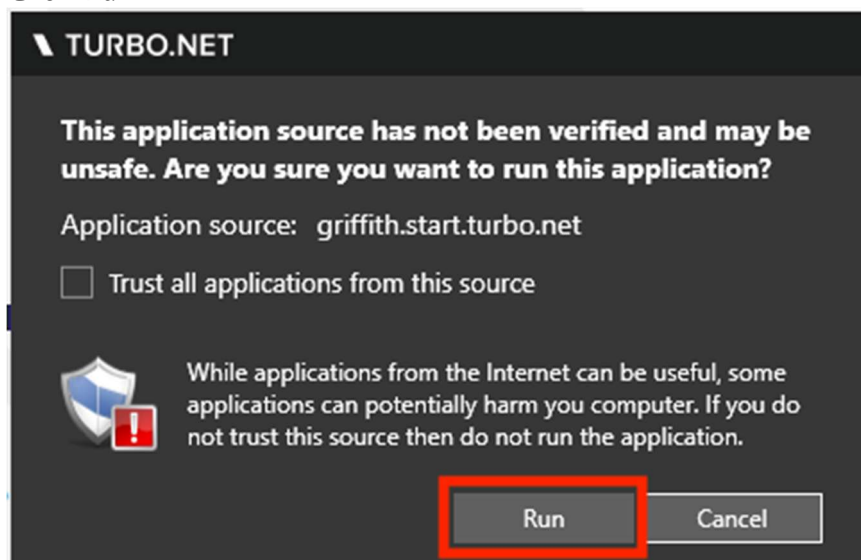 TURBO.NET
This application source has not been verified and may be
unsafe. Are you sure you want to run this application?
Application source: griffith.start.turbo.net
Trust all applications from this source
While applications from the Internet can be useful, some
applications can potentially harm you computer. If you do
not trust this source then do not run the application.
Run Cancel